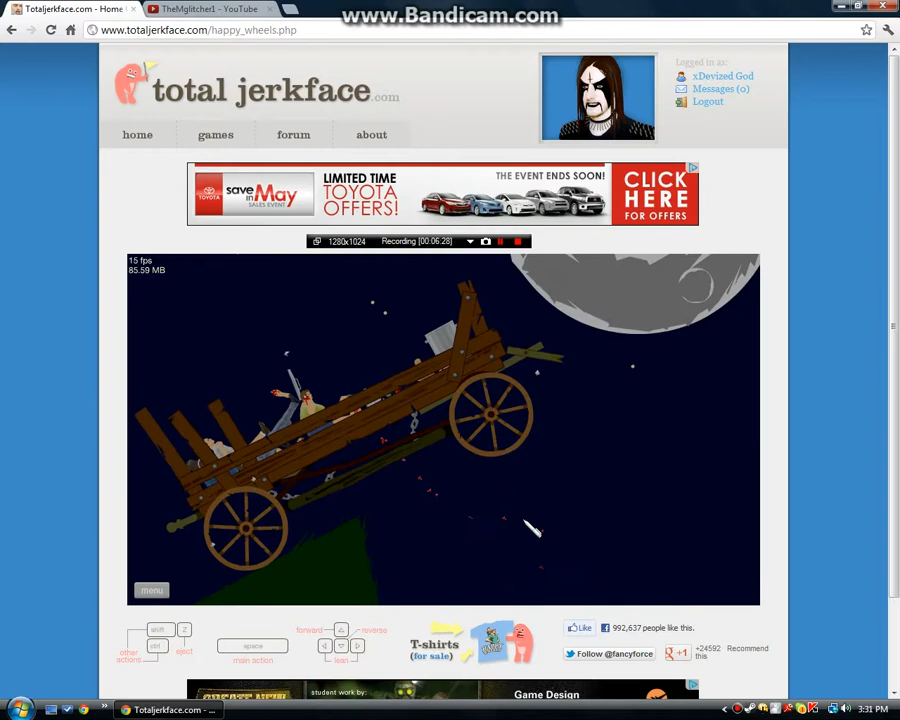 www.Bandicam.com
Totaljerkface.com - Home
TheMglitcher1 - YouTube
www.totaljerkface.com/happy_wheels.php
total jerkface.com
Logged in as:
xDevized God
Messages (0)
Logout
home
games
forum
about
TOYOTA
save in May
SALES EVENT
LIMITED TIME
TOYOTA
OFFERS!
THE EVENT ENDS SOON!
CLICK
HERE
FOR OFFERS
1280x1024
Recording [00:06:28]
15 fps
85.59 MB
menu
shift
Z
ctrl
eject
other
actions
space
main action
forward
reverse
lean
T-shirts
(for sale)
Like
992,637 people like this.
Follow @fancyforce
+1
+24592
Recommend
this
CREATE NEW
student work by:
Game Design
Totaljerkface.com - ...
3:31 PM